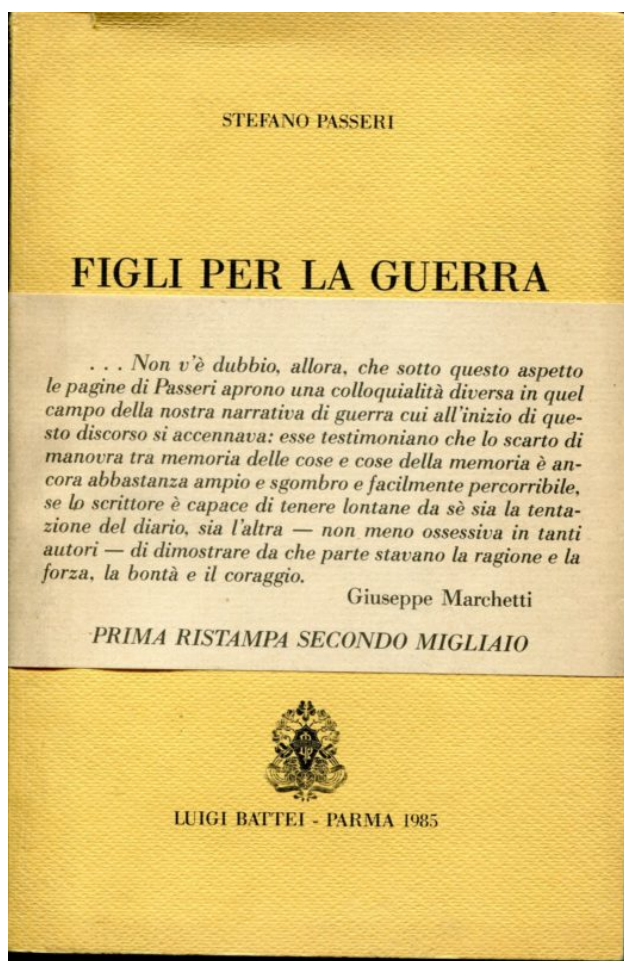 STEFANO PASSERI
FIGLI PER LA GUERRA
. . . Non v'è dubbio, allora, che sotto questo aspetto
le pagine di Passeri aprono una colloquialità diversa in quel
campo della nostra narrativa di guerra cui all'inizio di que-
sto discorso si accennava: esse testimoniano che lo scarto di
manovra tra memoria delle cose e cose della memoria è an-
cora abbastanza ampio e sgombro e facilmente percorribile,
se lo scrittore è capace di tenere lontane da sè sia la tenta-
zione del diario, sia l'altra — non meno ossessiva in tanti
autori — di dimostrare da che parte stavano la ragione e la
forza, la bontà e il coraggio.
Giuseppe Marchetti
PRIMA RISTAMPA SECONDO MIGLIAIO
LUIGI BATTEI - PARMA 1985